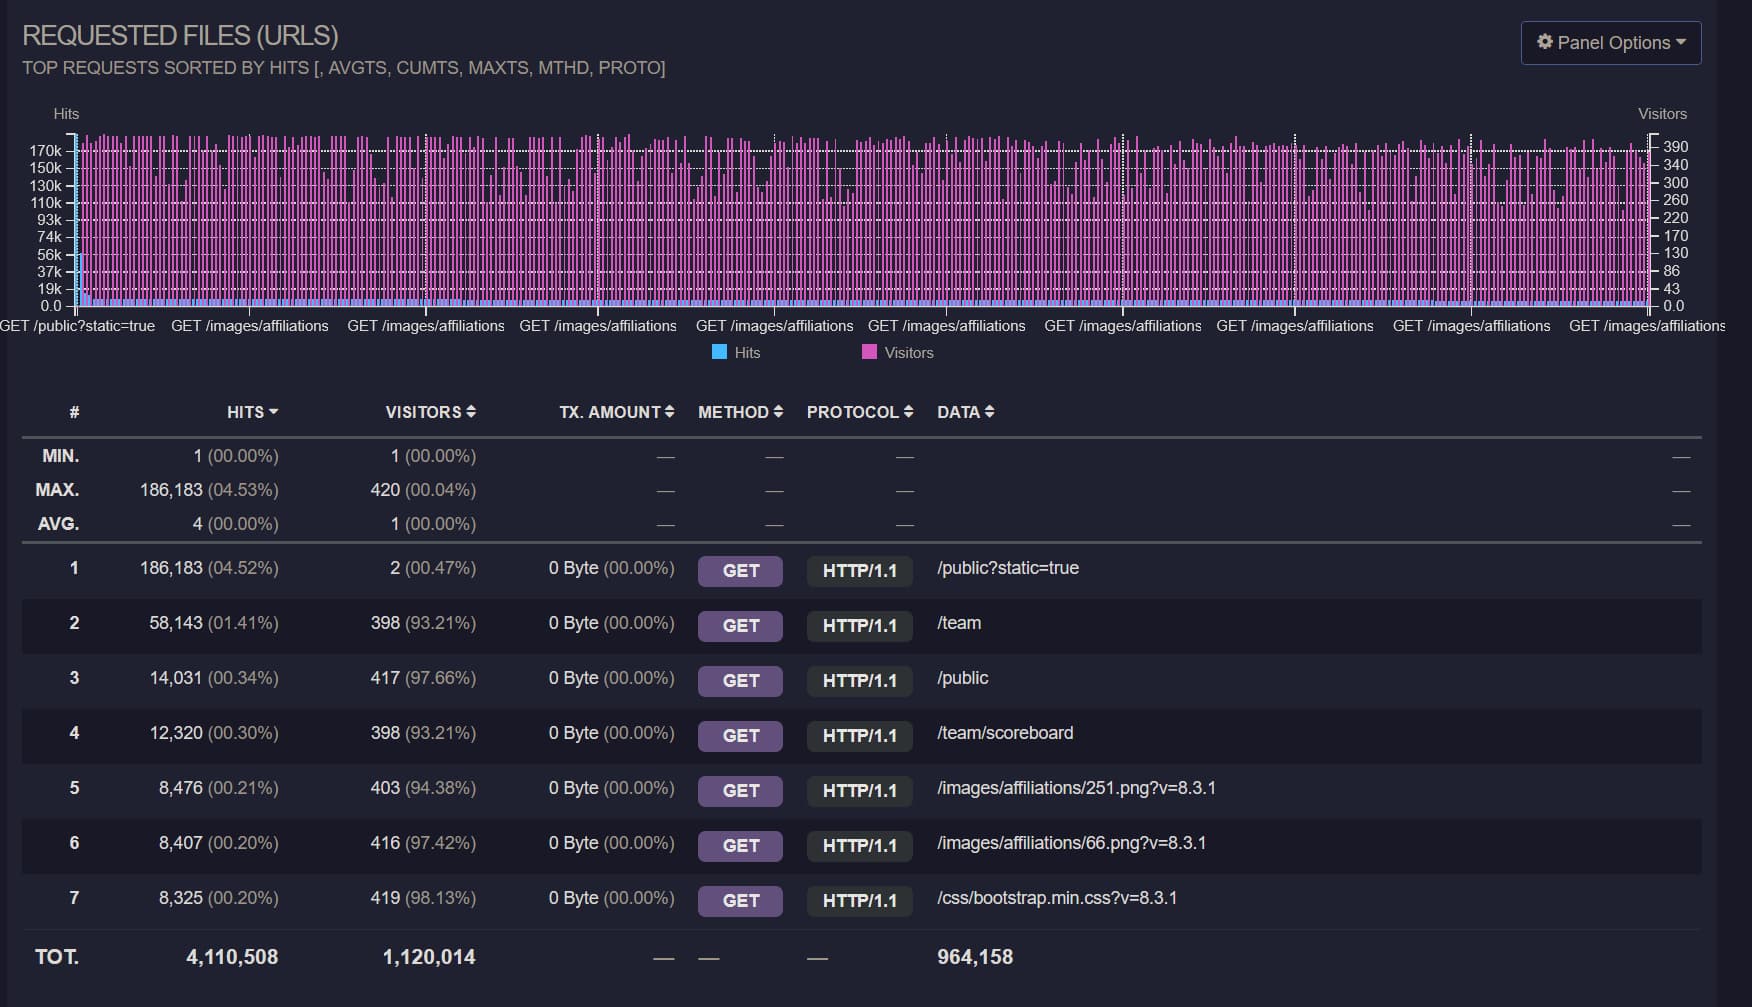 REQUESTED FILES (URLS)
Panel Options
TOP REQUESTS SORTED BY HITS [, AVGTS, CUMTS, MAXTS, MTHD, PROTO]
Hits Visitors
170k 390
150k 340
130k 300
110k 260
93k 220
74k 170
56k 130
37k 86
19k 43
0.0 0.0
GET /public?static=true GET /images/affiliations GET /images/affiliations GET /images/affiliations GET /images/affiliations GET /images/affiliations GET /images/affiliations GET /images/affiliations GET /images/affiliations GET /images/affiliations
Hits Visitors
# HITS VISITORS TX. AMOUNT METHOD PROTOCOL DATA
MIN. 1 (00.00%) 1 (00.00%) — — — —
MAX. 186,183 (04.53%) 420 (00.04%) — — — —
AVG. 4 (00.00%) 1 (00.00%) — — — —
1 186,183 (04.52%) 2 (00.47%) 0 Byte (00.00%) GET HTTP/1.1 /public?static=true
2 58,143 (01.41%) 398 (93.21%) 0 Byte (00.00%) GET HTTP/1.1 /team
3 14,031 (00.34%) 417 (97.66%) 0 Byte (00.00%) GET HTTP/1.1 /public
4 12,320 (00.30%) 398 (93.21%) 0 Byte (00.00%) GET HTTP/1.1 /team/scoreboard
5 8,476 (00.21%) 403 (94.38%) 0 Byte (00.00%) GET HTTP/1.1 /images/affiliations/251.png?v=8.3.1
6 8,407 (00.20%) 416 (97.42%) 0 Byte (00.00%) GET HTTP/1.1 /images/affiliations/66.png?v=8.3.1
7 8,325 (00.20%) 419 (98.13%) 0 Byte (00.00%) GET HTTP/1.1 /css/bootstrap.min.css?v=8.3.1
TOT. 4,110,508 1,120,014 — — — 964,158